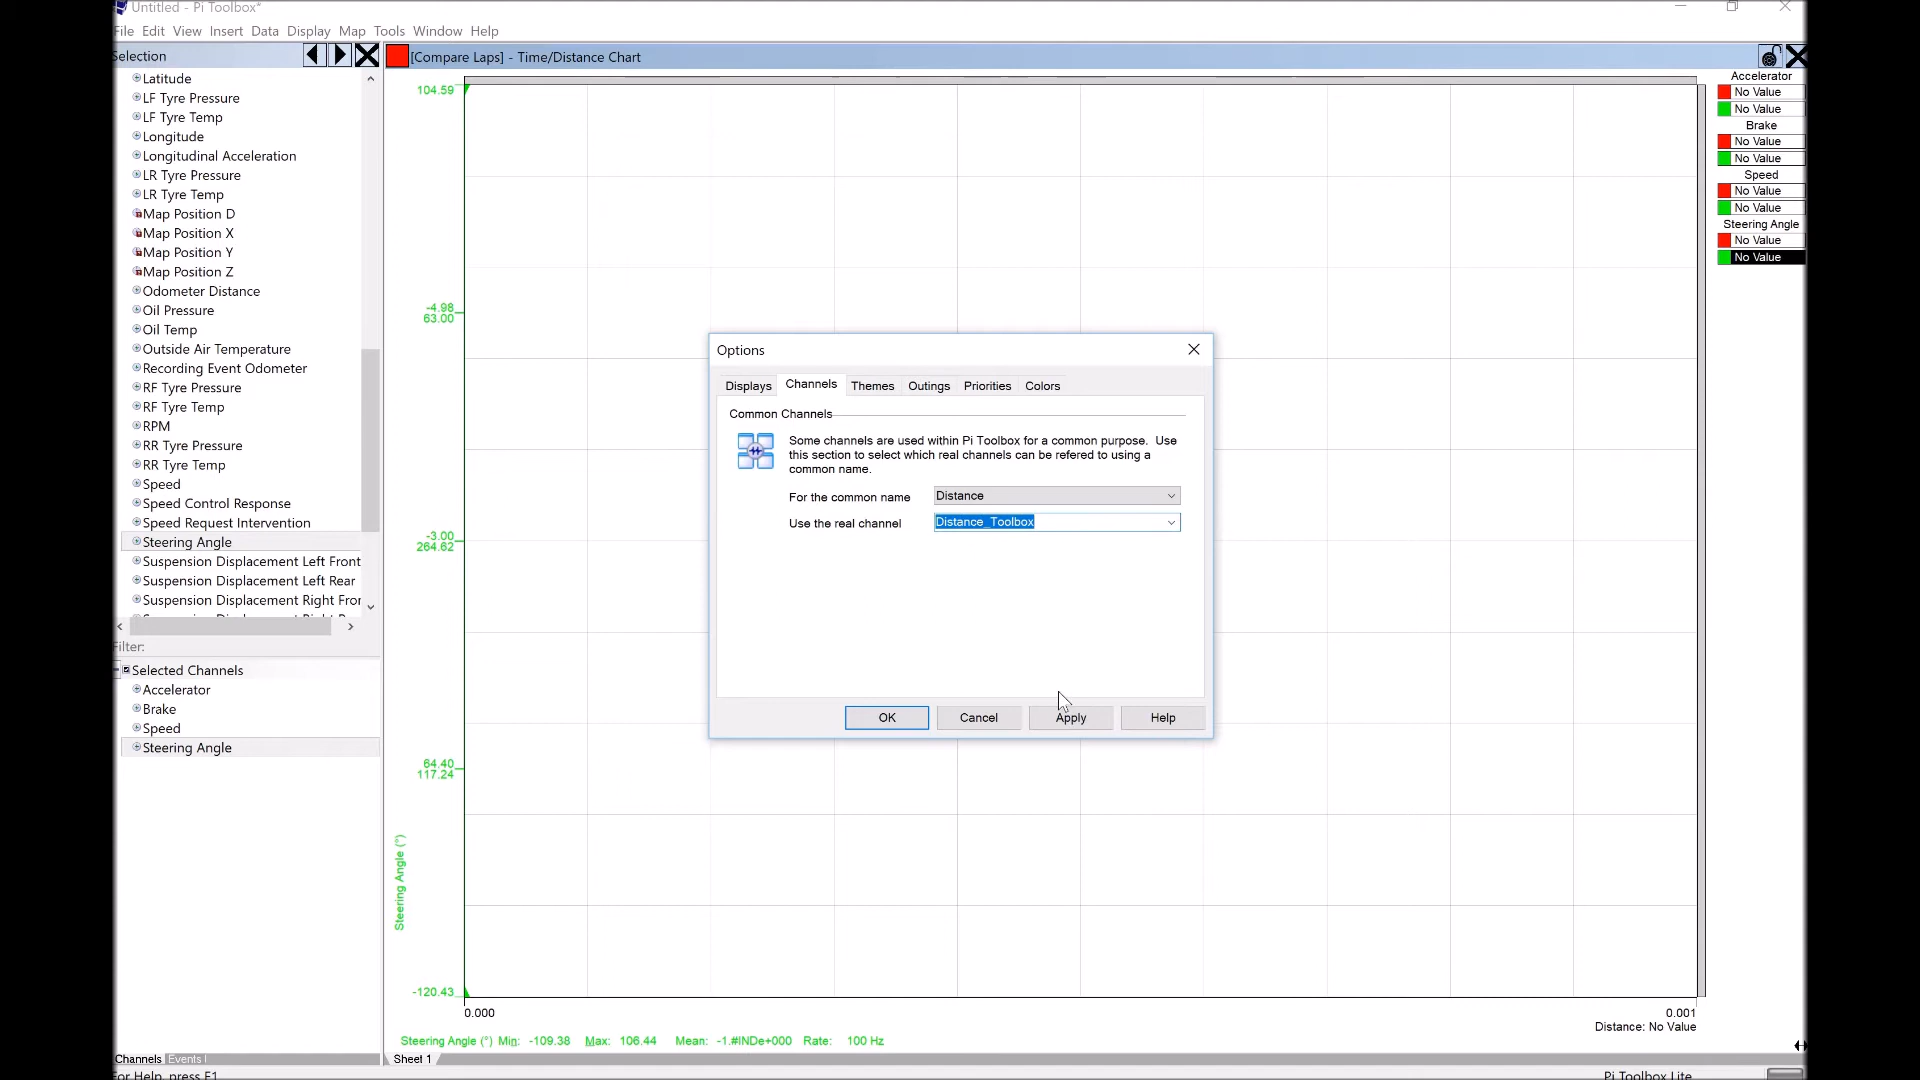 Untitled - Pi Toolbox*
File Edit View Insert Data Display Map Tools Window Help
Selection
[Compare Laps] - Time/Distance Chart
Latitude
LF Tyre Pressure
LF Tyre Temp
Longitude
Longitudinal Acceleration
LR Tyre Pressure
LR Tyre Temp
Map Position D
Map Position X
Map Position Y
Map Position Z
Odometer Distance
Oil Pressure
Oil Temp
Outside Air Temperature
Recording Event Odometer
RF Tyre Pressure
RF Tyre Temp
RPM
RR Tyre Pressure
RR Tyre Temp
Speed
Speed Control Response
Speed Request Intervention
Steering Angle
Suspension Displacement Left Front
Suspension Displacement Left Rear
Suspension Displacement Right Fror
Filter:
Selected Channels
Accelerator
Brake
Speed
Steering Angle
Channels Events
For Help, press F1
104.59
-4.98
63.00
-3.00
264.62
64.40
117.24
-120.43
Steering Angle (°)
0.000
0.001
Distance: No Value
Steering Angle (°) Min: -109.38 Max: 106.44 Mean: -1.#INDe+000 Rate: 100 Hz
Sheet 1
Pi Toolbox Lite
Accelerator
No Value
No Value
Brake
No Value
No Value
Speed
No Value
No Value
Steering Angle
No Value
No Value
Options
Displays Channels Themes Outings Priorities Colors
Common Channels
Some channels are used within Pi Toolbox for a common purpose. Use
this section to select which real channels can be refered to using a
common name.
For the common name Distance
Use the real channel Distance_Toolbox
OK Cancel Apply Help